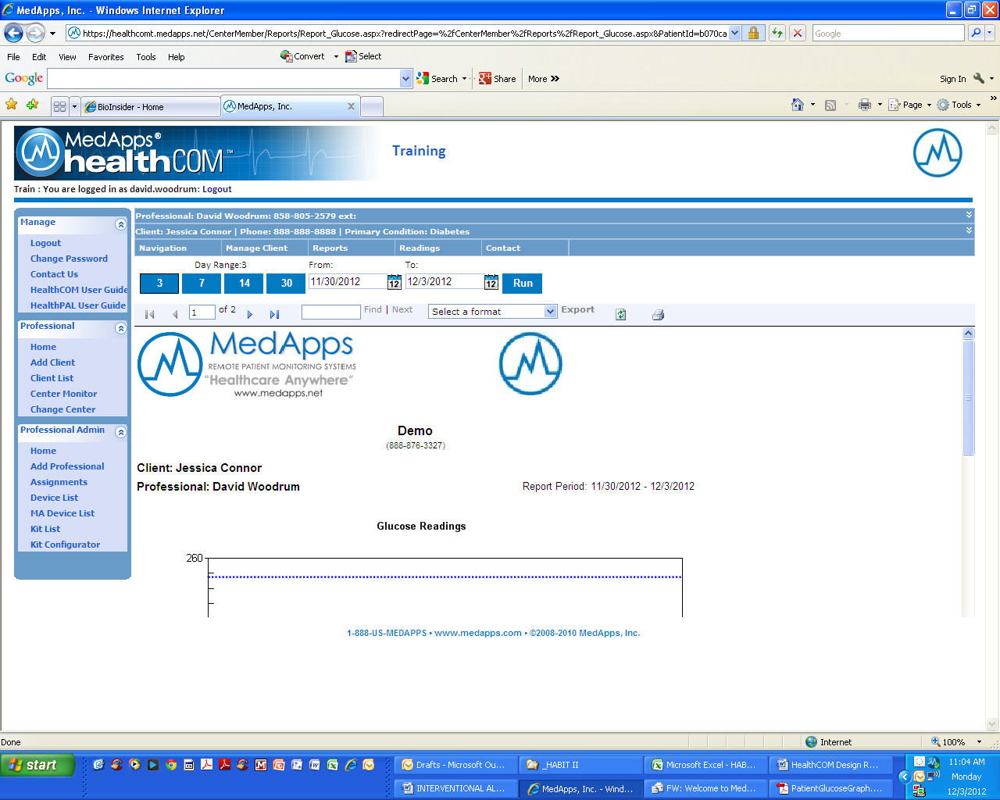 MedApps, Inc. - Windows Internet Explorer
https://healthcomt.medapps.net/CenterMember/Reports/Report_Glucose.aspx?redirectPage=%2fCenterMember%2fReports%2fReport_Glucose.aspx&PatientId=b070ca
Google
File Edit View Favorites Tools Help Convert Select
Google Search Share More Sign In
BioInsider - Home MedApps, Inc. Page Tools
MedApps®
healthCOM™
Training
Train : You are logged in as david.woodrum: Logout
Manage
Logout
Change Password
Contact Us
HealthCOM User Guide
HealthPAL User Guide
Professional
Home
Add Client
Client List
Center Monitor
Change Center
Professional Admin
Home
Add Professional
Assignments
Device List
MA Device List
Kit List
Kit Configurator
Professional: David Woodrum: 858-805-2579 ext:
Client: Jessica Connor | Phone: 888-888-8888 | Primary Condition: Diabetes
Navigation Manage Client Reports Readings Contact
Day Range:3 From: To:
3 7 14 30 11/30/2012 12 12/3/2012 12 Run
1 of 2 Find | Next Select a format Export
MedApps
REMOTE PATIENT MONITORING SYSTEMS
"Healthcare Anywhere"
www.medapps.net
Demo
(888-876-3327)
Client: Jessica Connor
Professional: David Woodrum Report Period: 11/30/2012 - 12/3/2012
Glucose Readings
260
1-888-US-MEDAPPS • www.medapps.com • ©2008-2010 MedApps, Inc.
Done Internet 100%
start
Drafts - Microsoft Ou... _HABIT II Microsoft Excel - HAB... HealthCOM Design R... 11:04 AM
Monday
INTERVENTIONAL AL... MedApps, Inc. - Wind... FW: Welcome to Med... PatientGlucoseGraph.... 12/3/2012